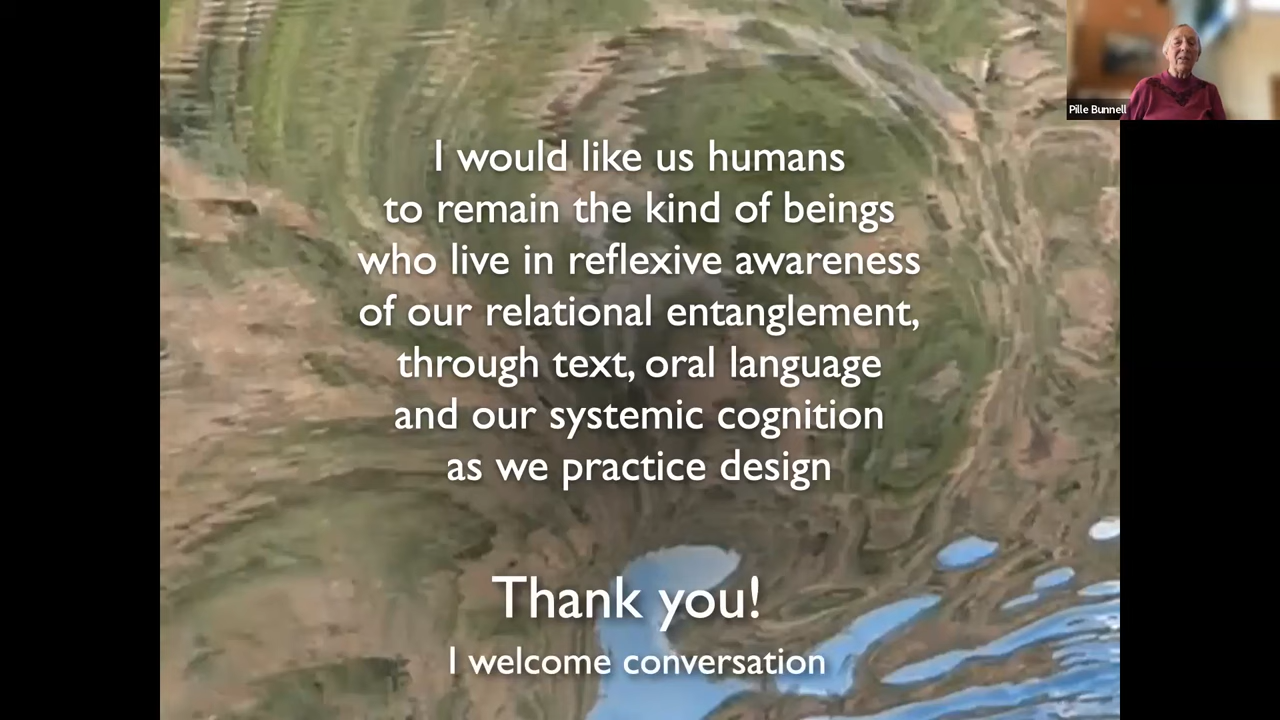 Pille Bunnell
I would like us humans
to remain the kind of beings
who live in reflexive awareness
of our relational entanglement,
through text, oral language
and our systemic cognition
as we practice design
Thank you!
I welcome conversation